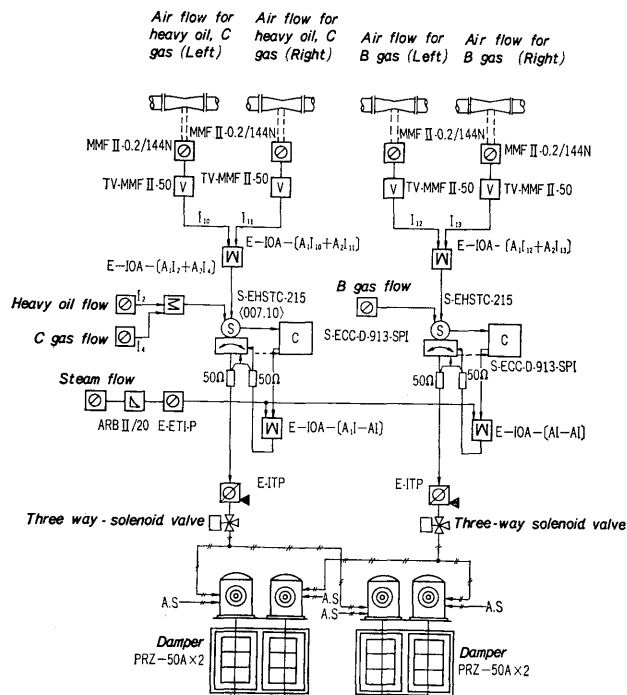 Air flow for
heavy oil, C
gas (Left)
Air flow for
heavy oil, C
gas (Right)
Air flow for
B gas (Left)
Air flow for
B gas (Right)
MMF II-0.2/144N
MMF II-0.2/144N
MMF II-0.2/144N
MMF II-0.2/144N
TV-MMF II-50
V
TV-MMF II-50
V
V
TV-MMF II-50
V
TV-MMF II-50
I10
I11
I12
I13
M
E-IOA-(A1I10+A2I11)
M
E-IOA-(A1I12+A2I13)
E-IOA-(A1I2+A2I4)
Heavy oil flow
I2
M
C gas flow
I4
S-EHSTC-215
(007.10)
S
C
B gas flow
S-EHSTC-215
S
C
S-ECC-D-913-SPI
S-ECC-D-913-SPI
50Ω
50Ω
50Ω
50Ω
Steam flow
ARB II/20
E-ETI-P
M
E-IOA-(A1I-AI)
M
E-IOA-(AI-AI)
E-ITP
E-ITP
Three way-solenoid valve
Three-way solenoid valve
A.S
A.S
A.S
A.S
Damper
PRZ-50A×2
Damper
PRZ-50A×2